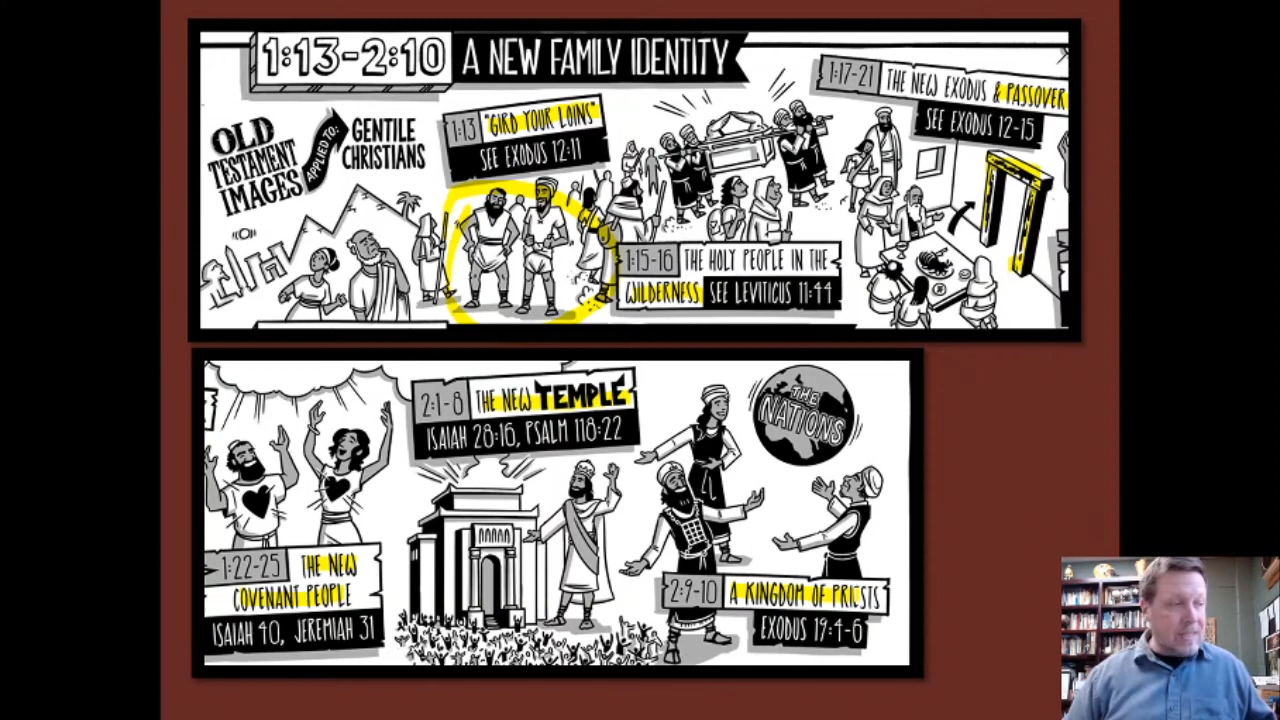 1:13-2:10 A NEW FAMILY IDENTITY
OLD
TESTAMENT
IMAGES
APPLIED TO:
GENTILE
CHRISTIANS
1:13 "GIRD YOUR LOINS"
SEE EXODUS 12:11
1:15-16 THE HOLY PEOPLE IN THE
WILDERNESS SEE LEVITICUS 11:44
1:17-21 THE NEW EXODUS & PASSOVER
SEE EXODUS 12-15
1:22-25 THE NEW
COVENANT PEOPLE
ISAIAH 40, JEREMIAH 31
2:1-8 THE NEW TEMPLE
ISAIAH 28:16, PSALM 118:22
THE
NATIONS
2:9-10 A KINGDOM OF PRIESTS
EXODUS 19:4-6